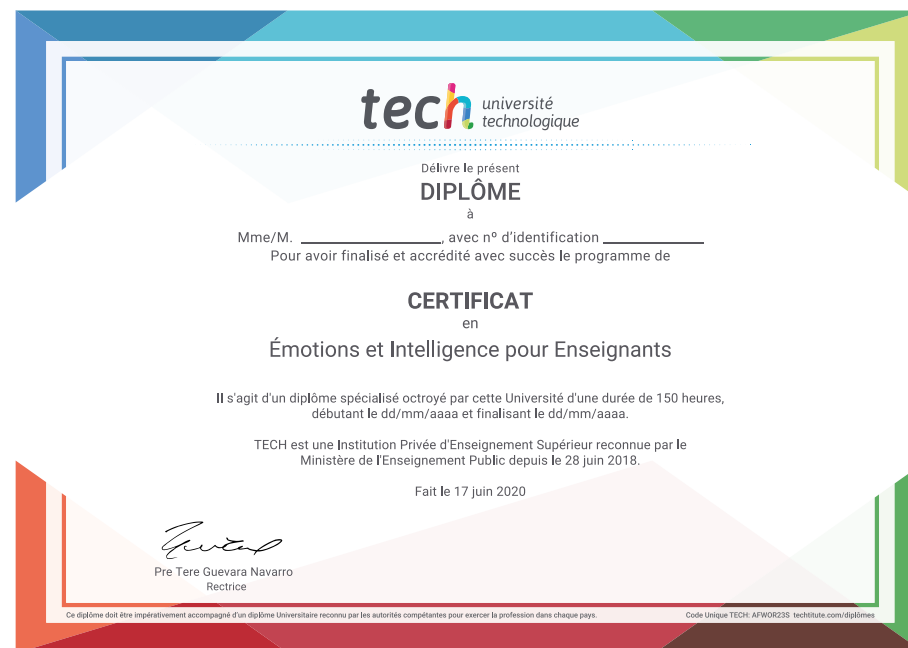 tech université
technologique
Délivre le présent
DIPLÔME
à
Mme/M. ____________, avec nº d'identification ____________
Pour avoir finalisé et accrédité avec succès le programme de
CERTIFICAT
en
Émotions et Intelligence pour Enseignants
Il s'agit d'un diplôme spécialisé octroyé par cette Université d'une durée de 150 heures,
débutant le dd/mm/aaaa et finalisant le dd/mm/aaaa.
TECH est une Institution Privée d'Enseignement Supérieur reconnue par le
Ministère de l'Enseignement Public depuis le 28 juin 2018.
Fait le 17 juin 2020
Pre Tere Guevara Navarro
Rectrice
Ce diplôme doit être impérativement accompagné d'un diplôme Universitaire reconnu par les autorités compétentes pour exercer la profession dans chaque pays.
Code Unique TECH: AFWOR23S techtitute.com/diplômes